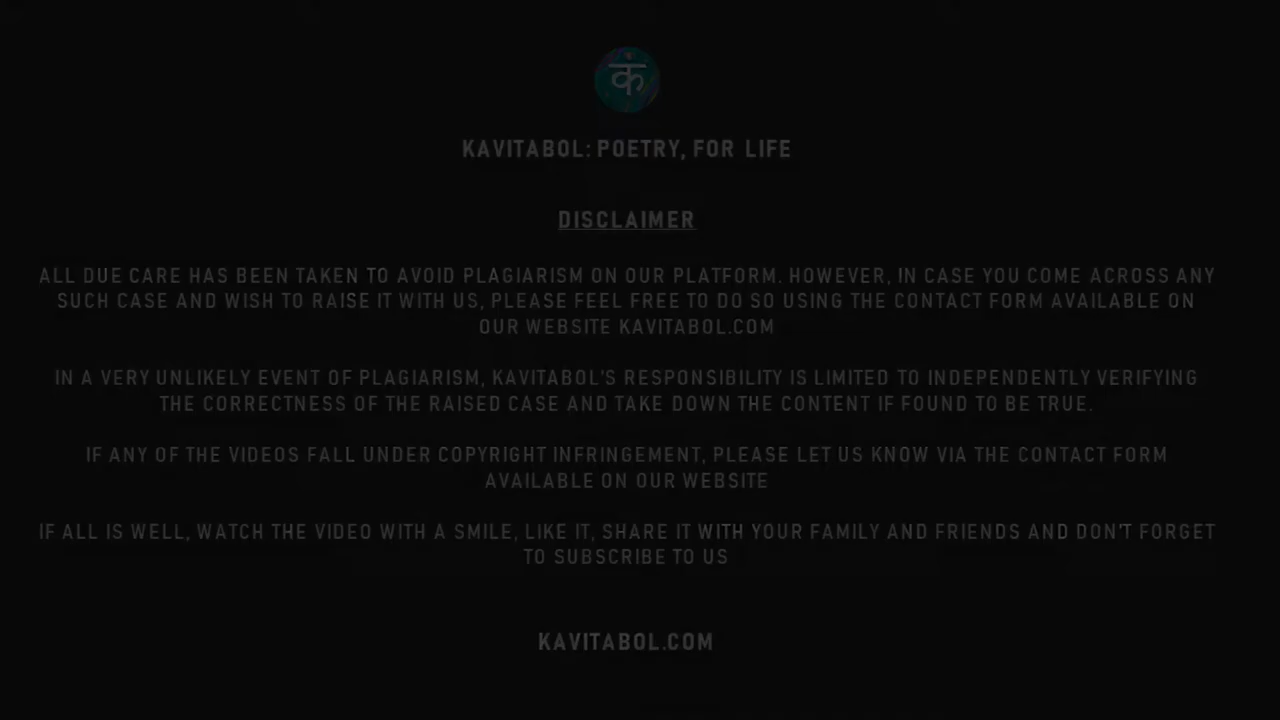 क
KAVITABOL: POETRY, FOR LIFE
DISCLAIMER
ALL DUE CARE HAS BEEN TAKEN TO AVOID PLAGIARISM ON OUR PLATFORM. HOWEVER, IN CASE YOU COME ACROSS ANY
SUCH CASE AND WISH TO RAISE IT WITH US, PLEASE FEEL FREE TO DO SO USING THE CONTACT FORM AVAILABLE ON
OUR WEBSITE KAVITABOL.COM
IN A VERY UNLIKELY EVENT OF PLAGIARISM, KAVITABOL'S RESPONSIBILITY IS LIMITED TO INDEPENDENTLY VERIFYING
THE CORRECTNESS OF THE RAISED CASE AND TAKE DOWN THE CONTENT IF FOUND TO BE TRUE.
IF ANY OF THE VIDEOS FALL UNDER COPYRIGHT INFRINGEMENT, PLEASE LET US KNOW VIA THE CONTACT FORM
AVAILABLE ON OUR WEBSITE
IF ALL IS WELL, WATCH THE VIDEO WITH A SMILE, LIKE IT, SHARE IT WITH YOUR FAMILY AND FRIENDS AND DON'T FORGET
TO SUBSCRIBE TO US
KAVITABOL.COM